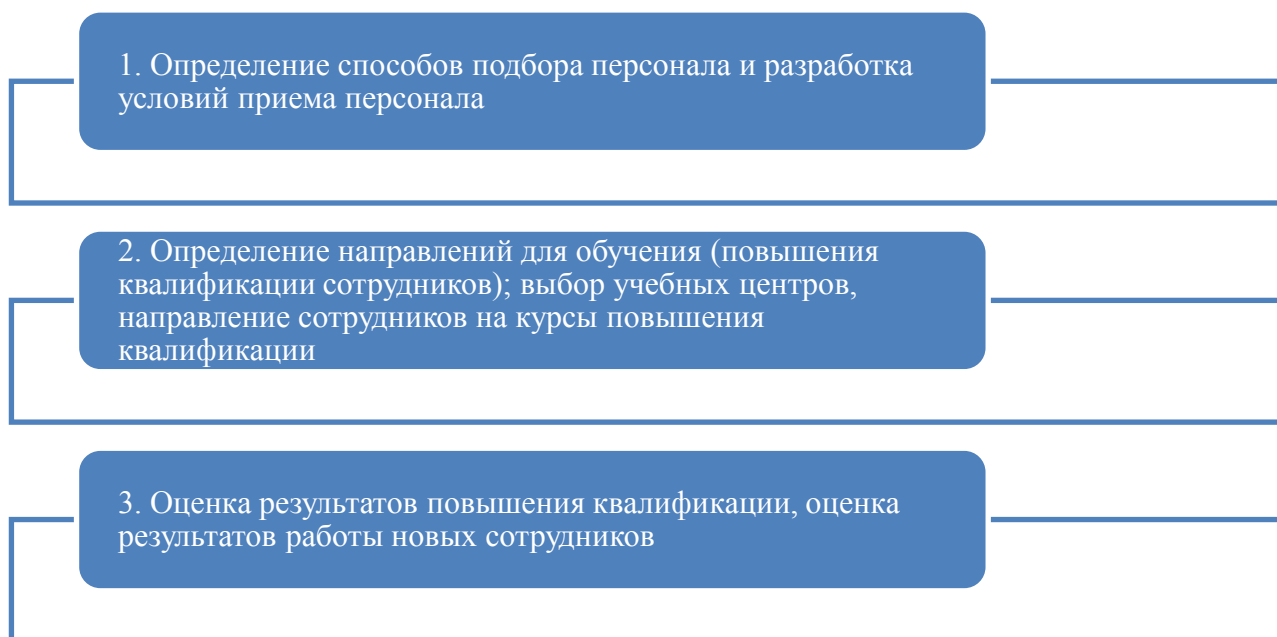 1. Определение способов подбора персонала и разработка
условий приема персонала
2. Определение направлений для обучения (повышения
квалификации сотрудников); выбор учебных центров,
направление сотрудников на курсы повышения
квалификации
3. Оценка результатов повышения квалификации, оценка
результатов работы новых сотрудников